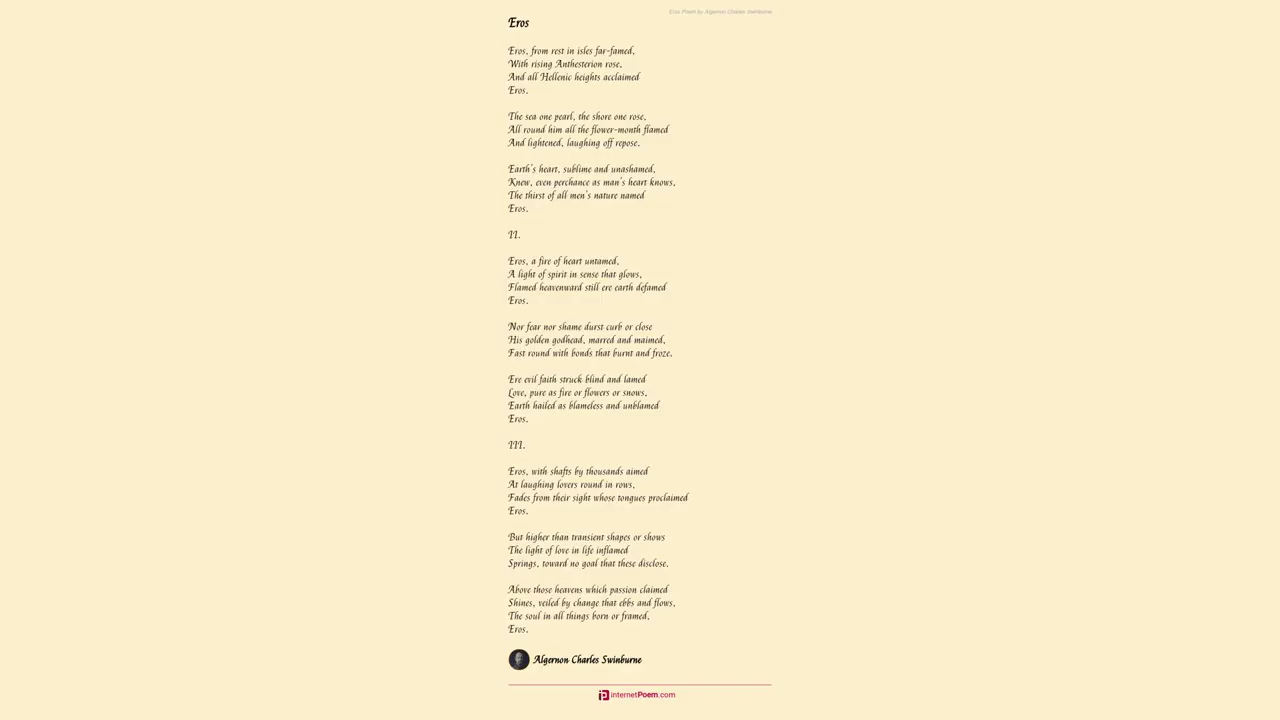 Eros Poem by Algernon Charles Swinburne
Eros
Eros, from rest in isles far-famed,
With rising Anthesterion rose,
And all Hellenic heights acclaimed
Eros.
The sea one pearl, the shore one rose,
All round him all the flower-month flamed
And lightened, laughing off repose.
Earth's heart, sublime and unashamed,
Knew, even perchance as man's heart knows,
The thirst of all men's nature named
Eros.
II.
Eros, a fire of heart untamed,
A light of spirit in sense that glows,
Flamed heavenward still ere earth defamed
Eros.
Nor fear nor shame durst curb or close
His golden godhead, marred and maimed,
Fast round with bonds that burnt and froze.
Ere evil faith struck blind and lamed
Love, pure as fire or flowers or snows,
Earth hailed as blameless and unblamed
Eros.
III.
Eros, with shafts by thousands aimed
At laughing lovers round in rows,
Fades from their sight whose tongues proclaimed
Eros.
But higher than transient shapes or shows
The light of love in life inflamed
Springs, toward no goal that these disclose.
Above those heavens which passion claimed
Shines, veiled by change that ebbs and flows,
The soul in all things born or framed,
Eros.
Algernon Charles Swinburne
internetPoem.com